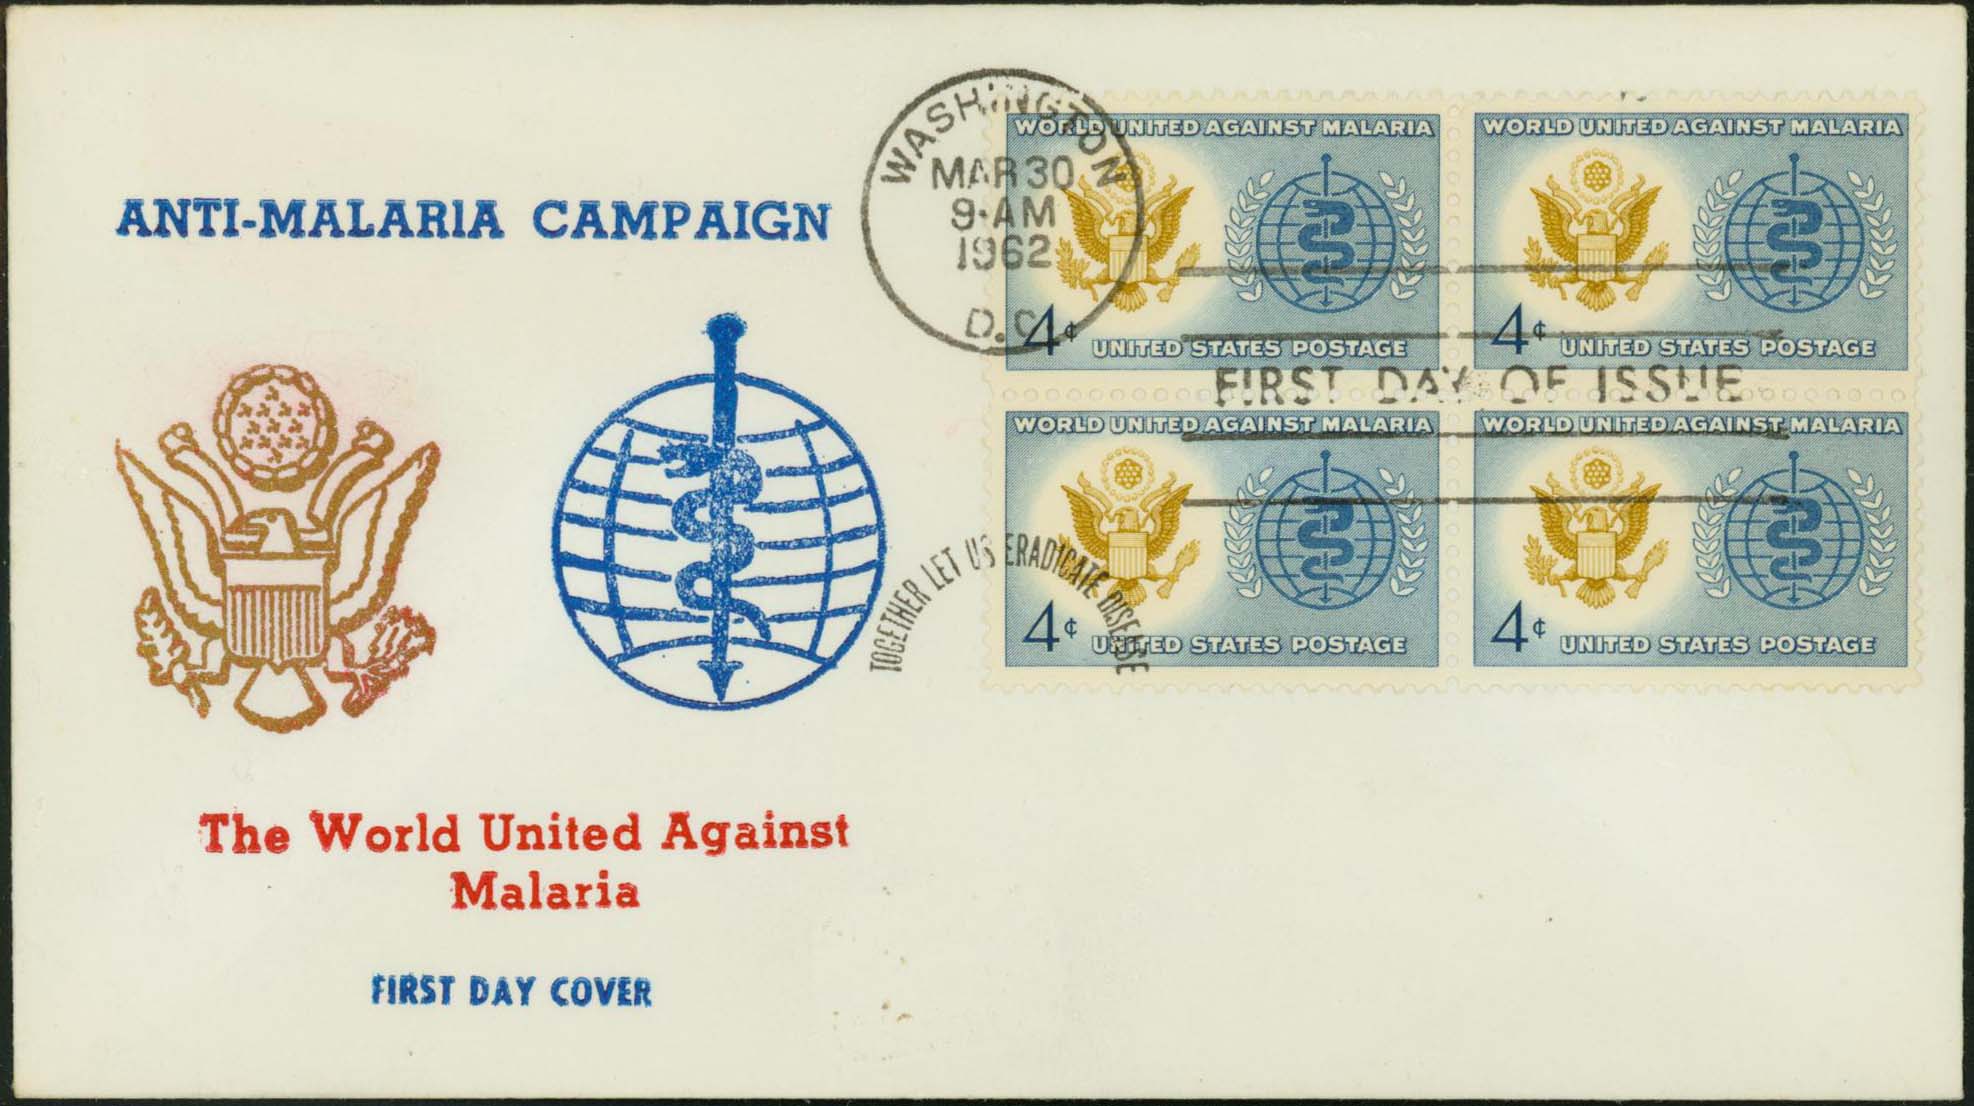 ANTI-MALARIA CAMPAIGN
The World United Against
Malaria
FIRST DAY COVER
WASHINGTON
MAR 30
9-AM
1962
D.C.
FIRST DAY OF ISSUE
TOGETHER LET US ERADICATE DISEASE
WORLD UNITED AGAINST MALARIA
4¢
UNITED STATES POSTAGE
WORLD UNITED AGAINST MALARIA
4¢
UNITED STATES POSTAGE
WORLD UNITED AGAINST MALARIA
4¢
UNITED STATES POSTAGE
WORLD UNITED AGAINST MALARIA
4¢
UNITED STATES POSTAGE